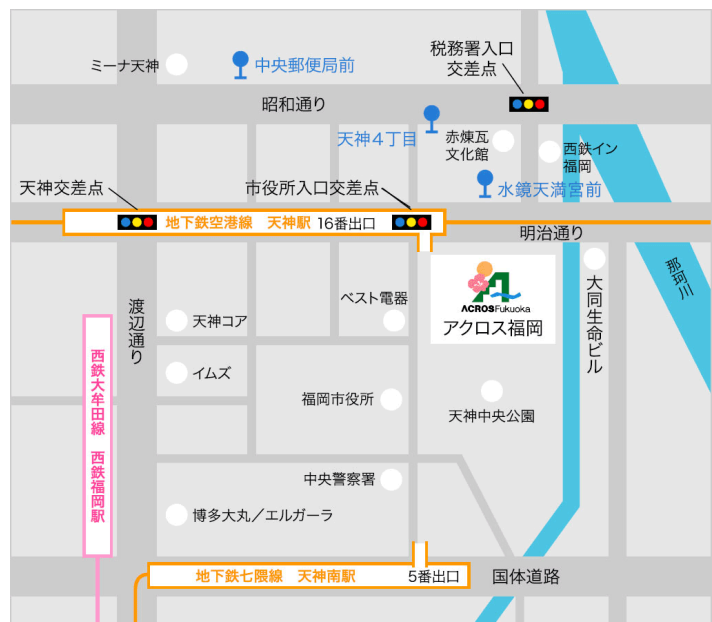 ミーナ天神
中央郵便局前
税務署入口
交差点
昭和通り
天神4丁目
赤煉瓦
文化館
西鉄イン
福岡
天神交差点
市役所入口交差点
水鏡天満宮前
地下鉄空港線 天神駅 16番出口
明治通り
那珂川
ACROS Fukuoka
アクロス福岡
大同生命ビル
渡辺通り
ベスト電器
天神コア
イムズ
西鉄大牟田線 西鉄福岡駅
福岡市役所
天神中央公園
中央警察署
博多大丸／エルガーラ
地下鉄七隈線 天神南駅 5番出口
国体道路